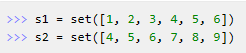 >>> s1 = set([1, 2, 3, 4, 5, 6])
>>> s2 = set([4, 5, 6, 7, 8, 9])